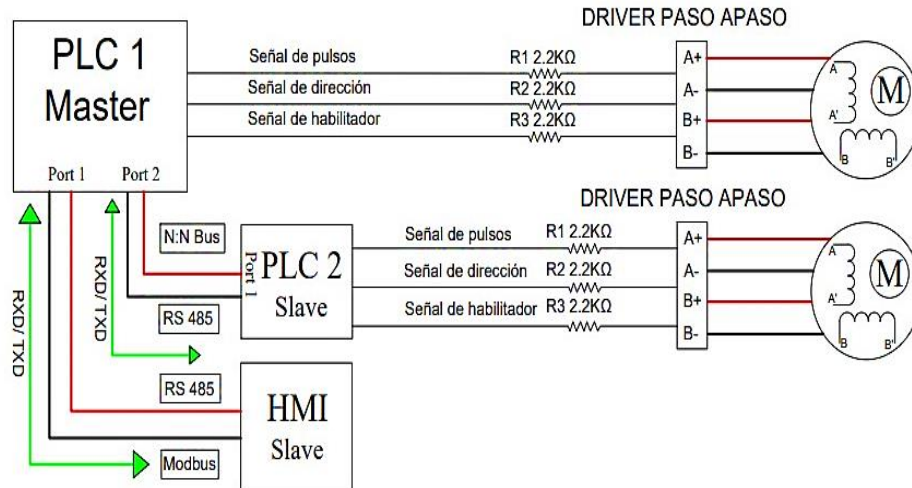 DRIVER PASO APASO
PLC 1
Master
Port 1
Port 2
Señal de pulsos
R1 2.2KΩ
Señal de dirección
R2 2.2KΩ
Señal de habilitador
R3 2.2KΩ
A+
A-
B+
B-
A
A'
B
B'
M
DRIVER PASO APASO
N:N Bus
RS 485
RXD/ TXD
RXD/ TXD
PLC 2
Slave
Port 1
Señal de pulsos
R1 2.2KΩ
Señal de dirección
R2 2.2KΩ
Señal de habilitador
R3 2.2KΩ
A+
A-
B+
B-
A
A'
B
B'
M
RS 485
HMI
Slave
Modbus